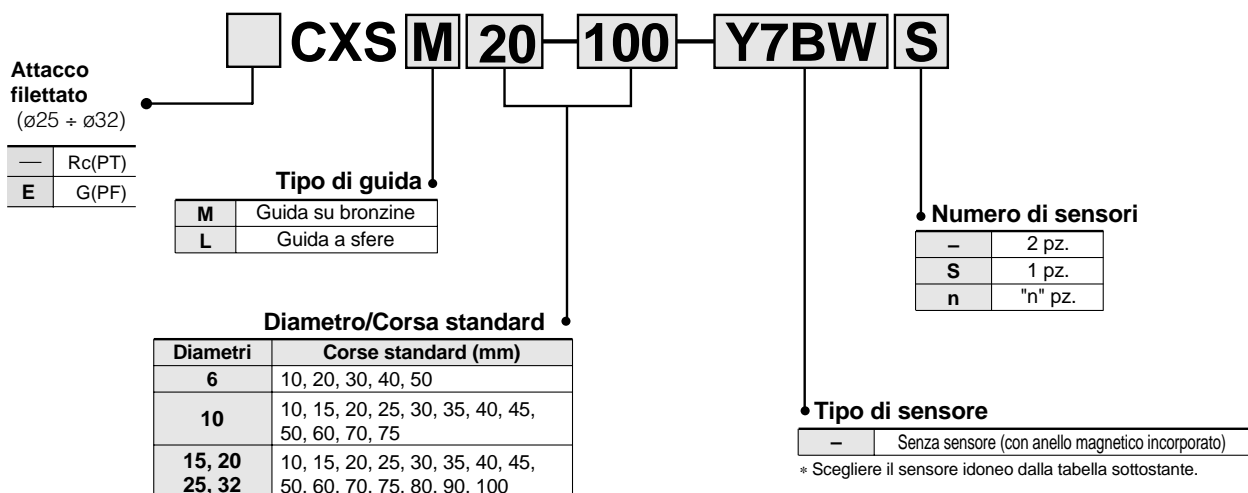 CXS M 20 - 100 - Y7BW S
Attacco
filettato
(ø25 ÷ ø32)
— Rc(PT)
E G(PF)
Tipo di guida
M Guida su bronzine
L Guida a sfere
Numero di sensori
– 2 pz.
S 1 pz.
n "n" pz.
Diametro/Corsa standard
Diametri Corse standard (mm)
6 10, 20, 30, 40, 50
10 10, 15, 20, 25, 30, 35, 40, 45,
50, 60, 70, 75
15, 20 10, 15, 20, 25, 30, 35, 40, 45,
25, 32 50, 60, 70, 75, 80, 90, 100
Tipo di sensore
– Senza sensore (con anello magnetico incorporato)
∗ Scegliere il sensore idoneo dalla tabella sottostante.